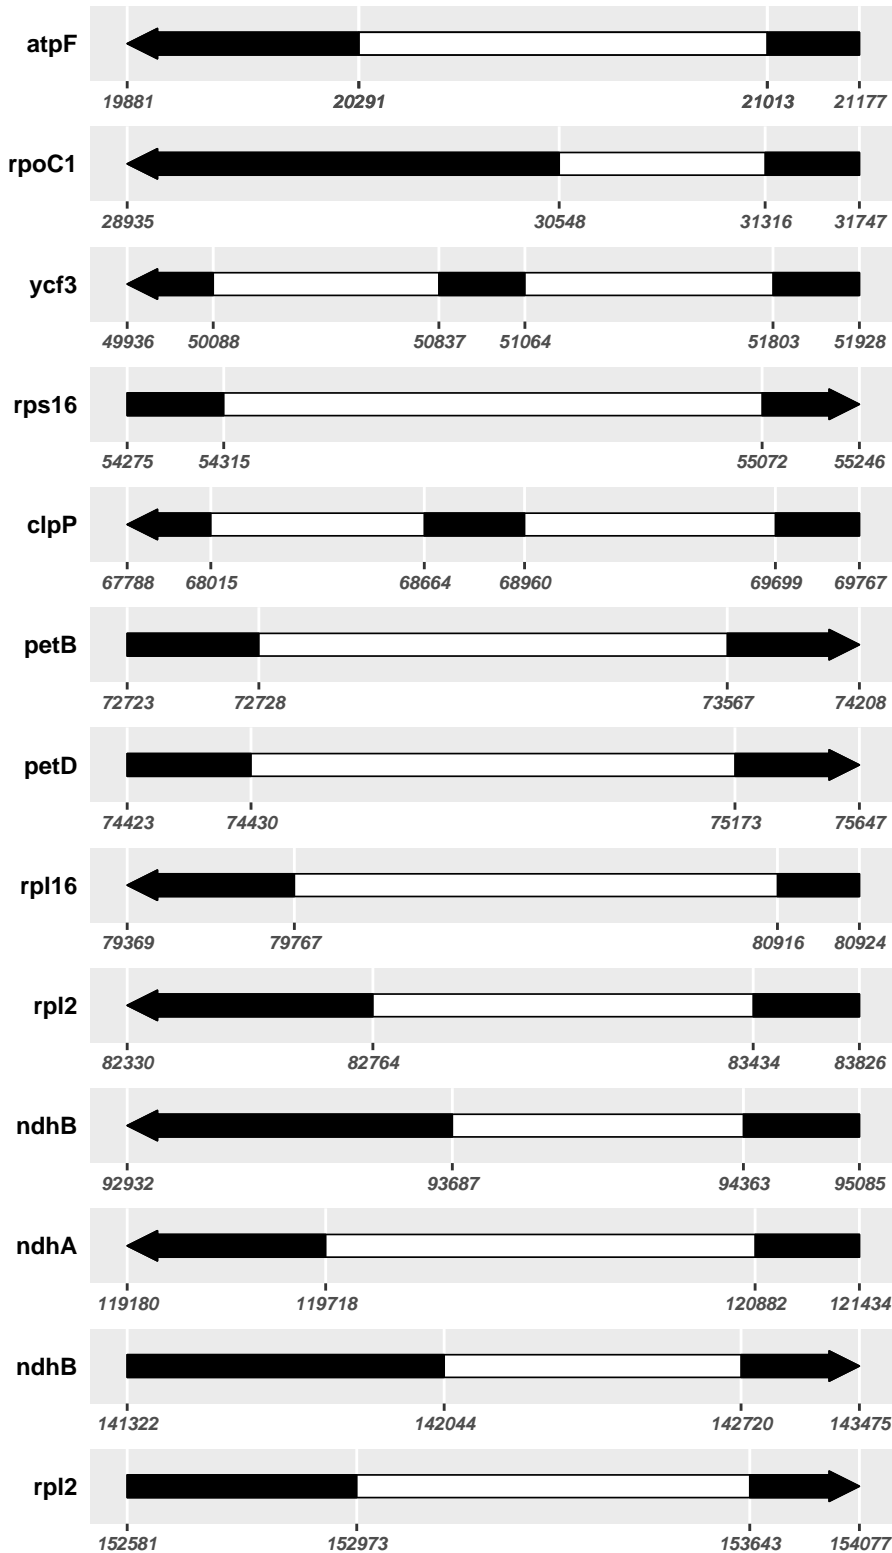 atpF
19881 20291 21013 21177
rpoC1
28935 30548 31316 31747
ycf3
49936 50088 50837 51064 51803 51928
rps16
54275 54315 55072 55246
clpP
67788 68015 68664 68960 69699 69767
petB
72723 72728 73567 74208
petD
74423 74430 75173 75647
rpl16
79369 79767 80916 80924
rpl2
82330 82764 83434 83826
ndhB
92932 93687 94363 95085
ndhA
119180 119718 120882 121434
ndhB
141322 142044 142720 143475
rpl2
152581 152973 153643 154077